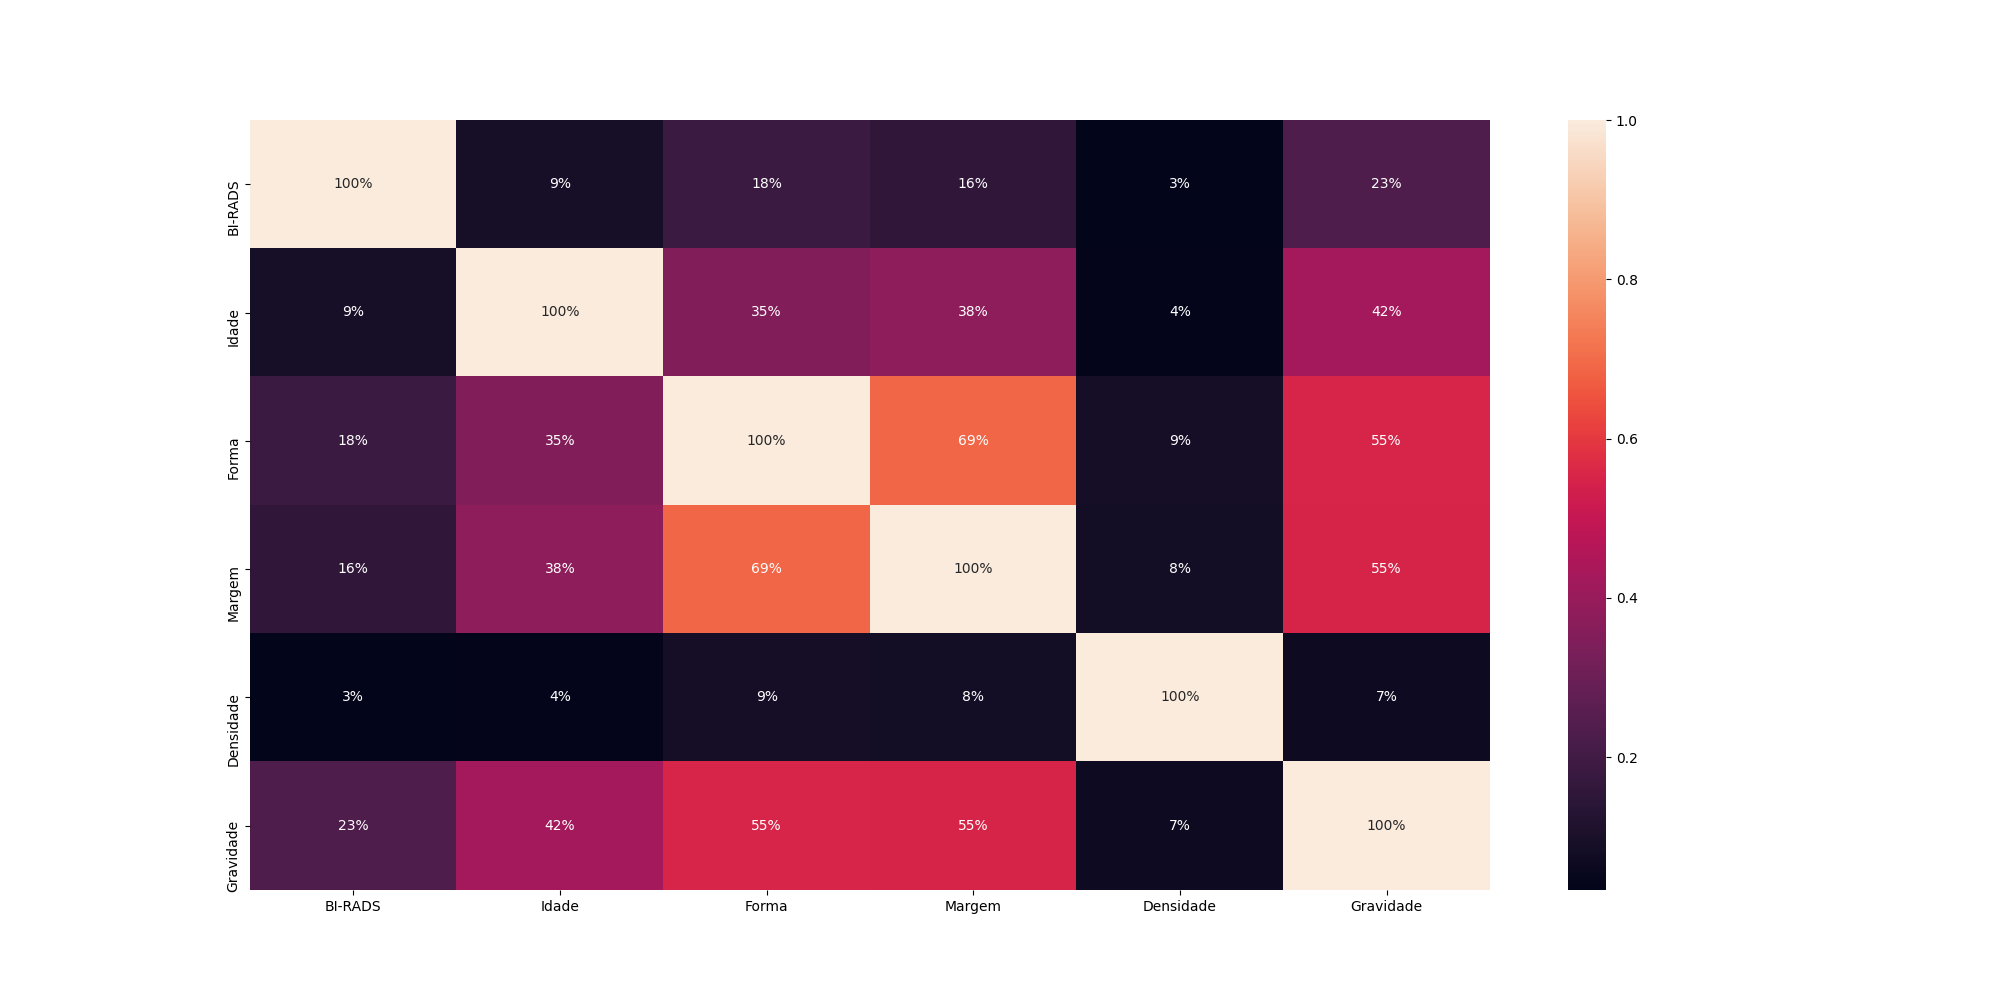 BI-RADS 100% 9% 18% 16% 3% 23%
Idade 9% 100% 35% 38% 4% 42%
Forma 18% 35% 100% 69% 9% 55%
Margem 16% 38% 69% 100% 8% 55%
Densidade 3% 4% 9% 8% 100% 7%
Gravidade 23% 42% 55% 55% 7% 100%
BI-RADS Idade Forma Margem Densidade Gravidade
1.0
0.8
0.6
0.4
0.2